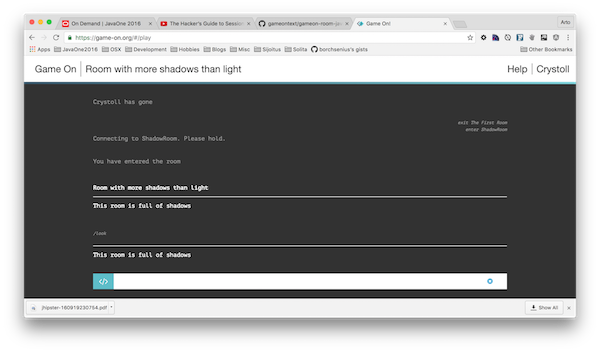 On Demand | JavaOne 2016
The Hacker's Guide to Session
gameontext/gameon-room-go
Game On!
Arto
https://game-on.org/#/play
Apps JavaOne2016 OSX Development Hobbies Blogs Misc Sijoitus Solita borchsenius's gists Other Bookmarks
Game On Room with more shadows than light Help Crystoll
Crystoll has gone
exit The First Room
enter ShadowRoom
Connecting to ShadowRoom. Please hold.
You have entered the room
Room with more shadows than light
This room is full of shadows
/look
This room is full of shadows
</>
jhipster-160919230754.pdf
Show All